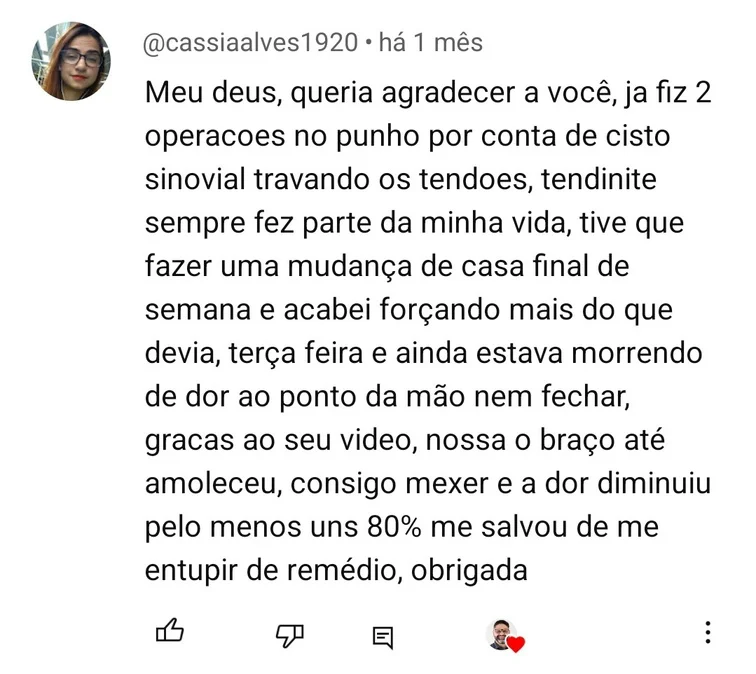 @cassiaalves1920 • há 1 mês
Meu deus, queria agradecer a você, ja fiz 2
operacoes no punho por conta de cisto
sinovial travando os tendoes, tendinite
sempre fez parte da minha vida, tive que
fazer uma mudança de casa final de
semana e acabei forçando mais do que
devia, terça feira e ainda estava morrendo
de dor ao ponto da mão nem fechar,
gracas ao seu video, nossa o braço até
amoleceu, consigo mexer e a dor diminuiu
pelo menos uns 80% me salvou de me
entupir de remédio, obrigada